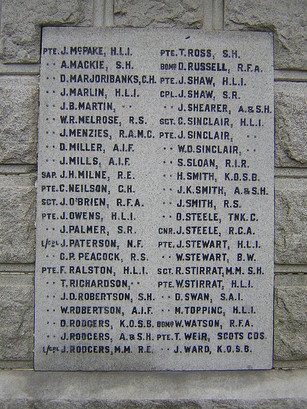 PTE. J. McPAKE, H.L.I.
" A. MACKIE, S.H.
" D. MARJORIBANKS, C.H.
" J. MARLIN, H.L.I.
" J.B. MARTIN, "
" W.R. MELROSE, R.S.
" J. MENZIES, R.A.M.C.
" D. MILLER, A.I.F.
" J. MILLS, A.I.F.
SAP. J.H. MILNE, R.E.
PTE. C. NEILSON, C.H.
SGT. J. O'BRIEN, R.F.A.
PTE. J. OWENS, H.L.I.
" J. PALMER, S.R.
L/CPL J. PATERSON, N.F.
" G.P. PEACOCK, R.S.
PTE. F. RALSTON, H.L.I.
" T. RICHARDSON, "
" J.D. ROBERTSON, S.H.
" W. ROBERTSON, A.I.F.
" D. RODGERS, K.O.S.B.
" J. RODGERS, A.& S.H.
L/CPL J. RODGERS, M.M. R.E.
PTE. T. ROSS, S.H.
BOMR D. RUSSELL, R.F.A.
PTE. J. SHAW, H.L.I.
CPL. J. SHAW, S.R.
" J. SHEARER, A.& S.H.
SGT. C. SINCLAIR, H.L.I.
PTE. J. SINCLAIR, "
" W.D. SINCLAIR, "
" S. SLOAN, R.I.R.
" H. SMITH, K.O.S.B.
" J.K. SMITH, A.& S.H.
" J. SMITH, R.S.
" D. STEELE, TNK. C.
GNR. J. STEELE, R.G.A.
PTE. J. STEWART, H.L.I.
" W. STEWART, B.W.
SGT. R. STIRRAT, M.M. S.H.
PTE. W. STIRRAT, H.L.I.
" D. SWAN, S.A.I.
" M. TOPPING, H.L.I.
BOMR W. WATSON, R.F.A.
PTE. T. WEIR, SCOTS GDS.
" J. WARD, K.O.S.B.